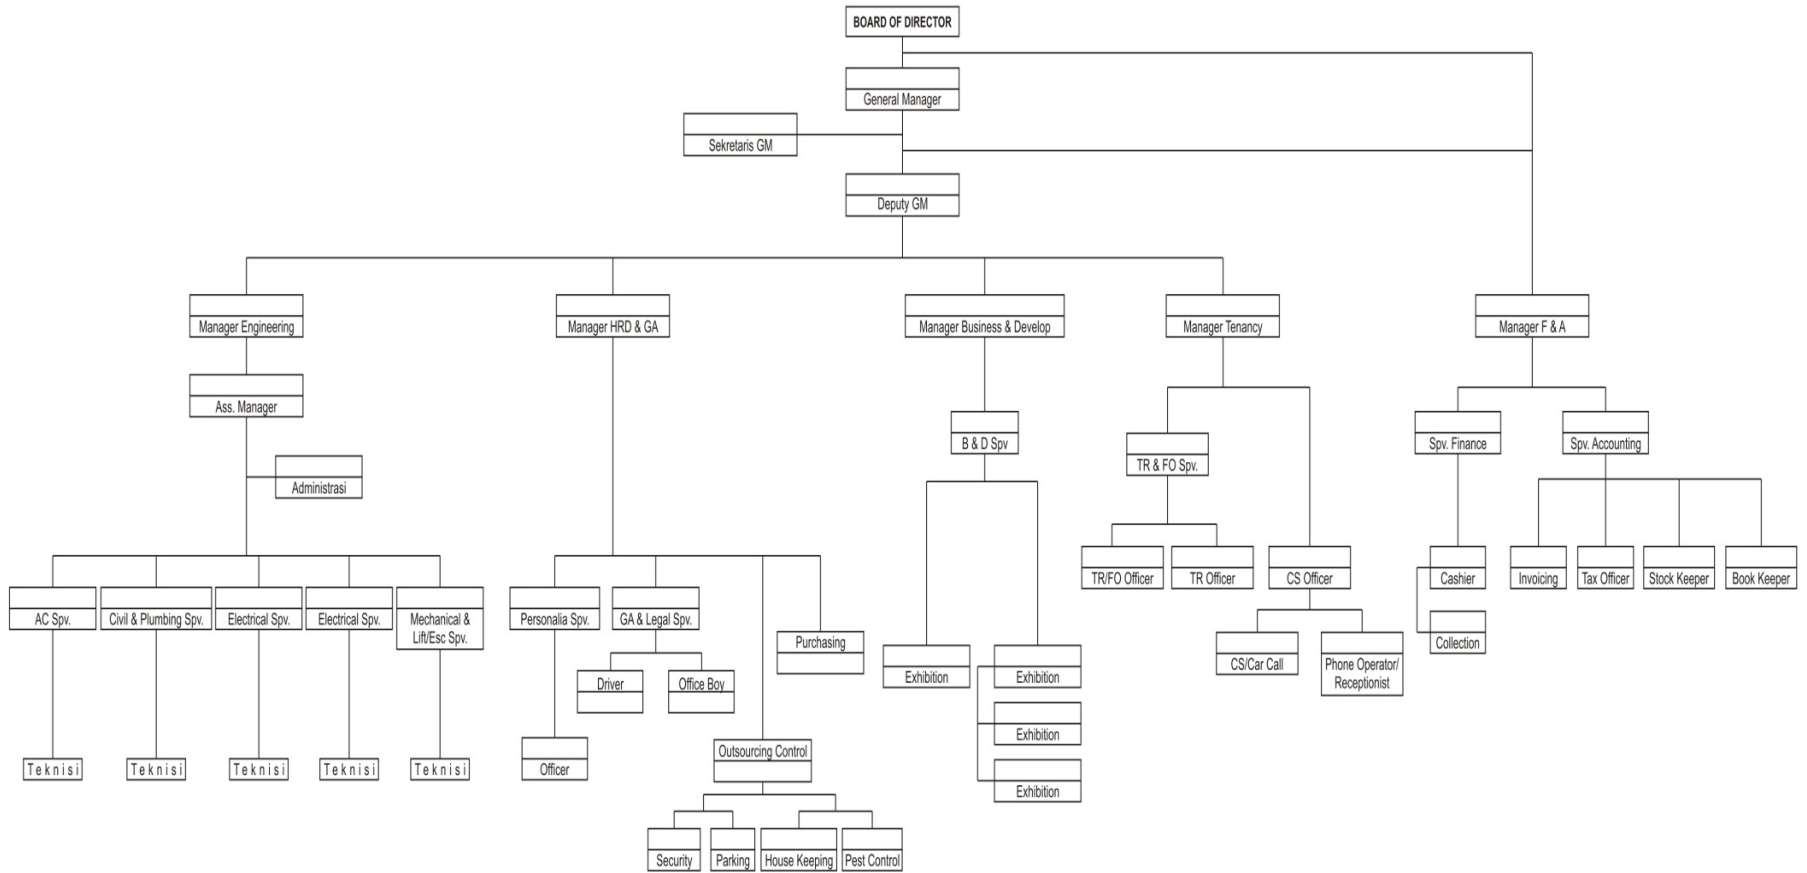 BOARD OF DIRECTOR
General Manager
Sekretaris GM
Deputy GM
Manager Engineering
Manager HRD & GA
Manager Business & Develop
Manager Tenancy
Manager F & A
Ass. Manager
B & D Spv
TR & FO Spv.
Spv. Finance
Spv. Accounting
Administrasi
TR/FO Officer
TR Officer
CS Officer
Cashier
Invoicing
Tax Officer
Stock Keeper
Book Keeper
AC Spv.
Civil & Plumbing Spv.
Electrical Spv.
Electrical Spv.
Mechanical &
Lift/Esc Spv.
Personalia Spv.
GA & Legal Spv.
Purchasing
Collection
CS/Car Call
Phone Operator/
Receptionist
Driver
Office Boy
Exhibition
Exhibition
Exhibition
Exhibition
Teknisi
Teknisi
Teknisi
Teknisi
Teknisi
Officer
Outsourcing Control
Security
Parking
House Keeping
Pest Control